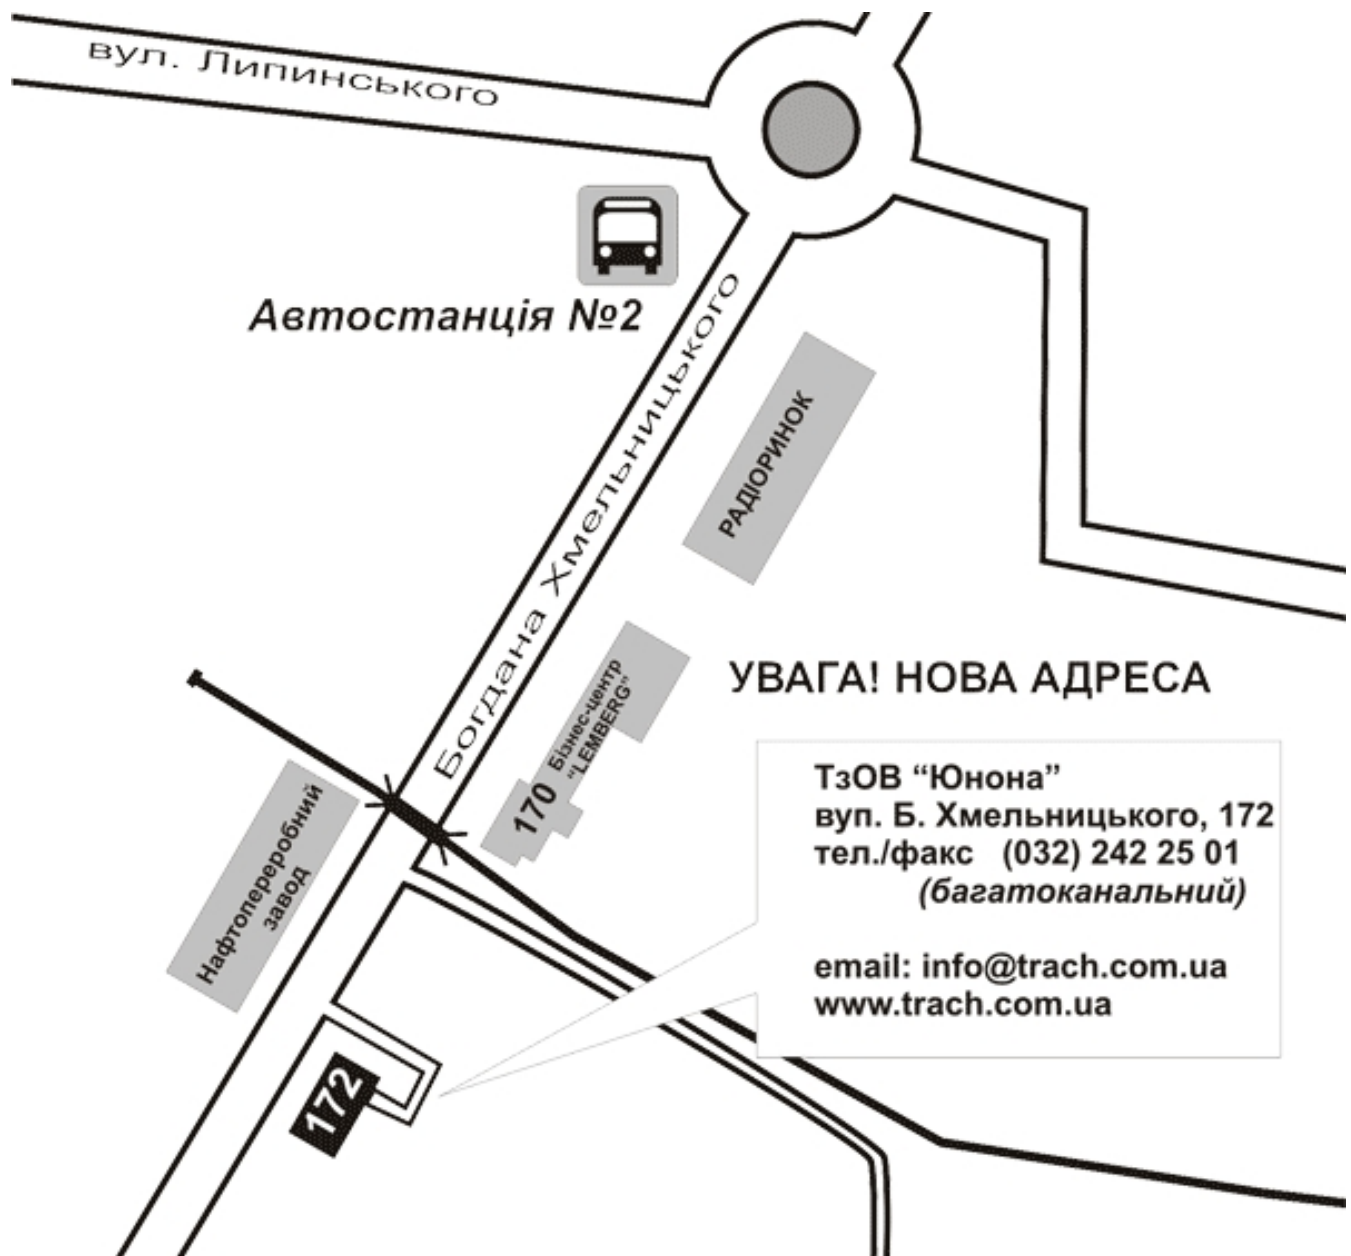 вул. Липинського
Автостанція №2
Богдана Хмельницького
РАДІОРИНОК
УВАГА! НОВА АДРЕСА
Бізнес-центр
“LEMBERG”
170
Нафтопереробний
завод
ТзОВ “Юнона”
вуп. Б. Хмельницького, 172
тел./факс (032) 242 25 01
(багатоканальний)
email: info@trach.com.ua
www.trach.com.ua
172